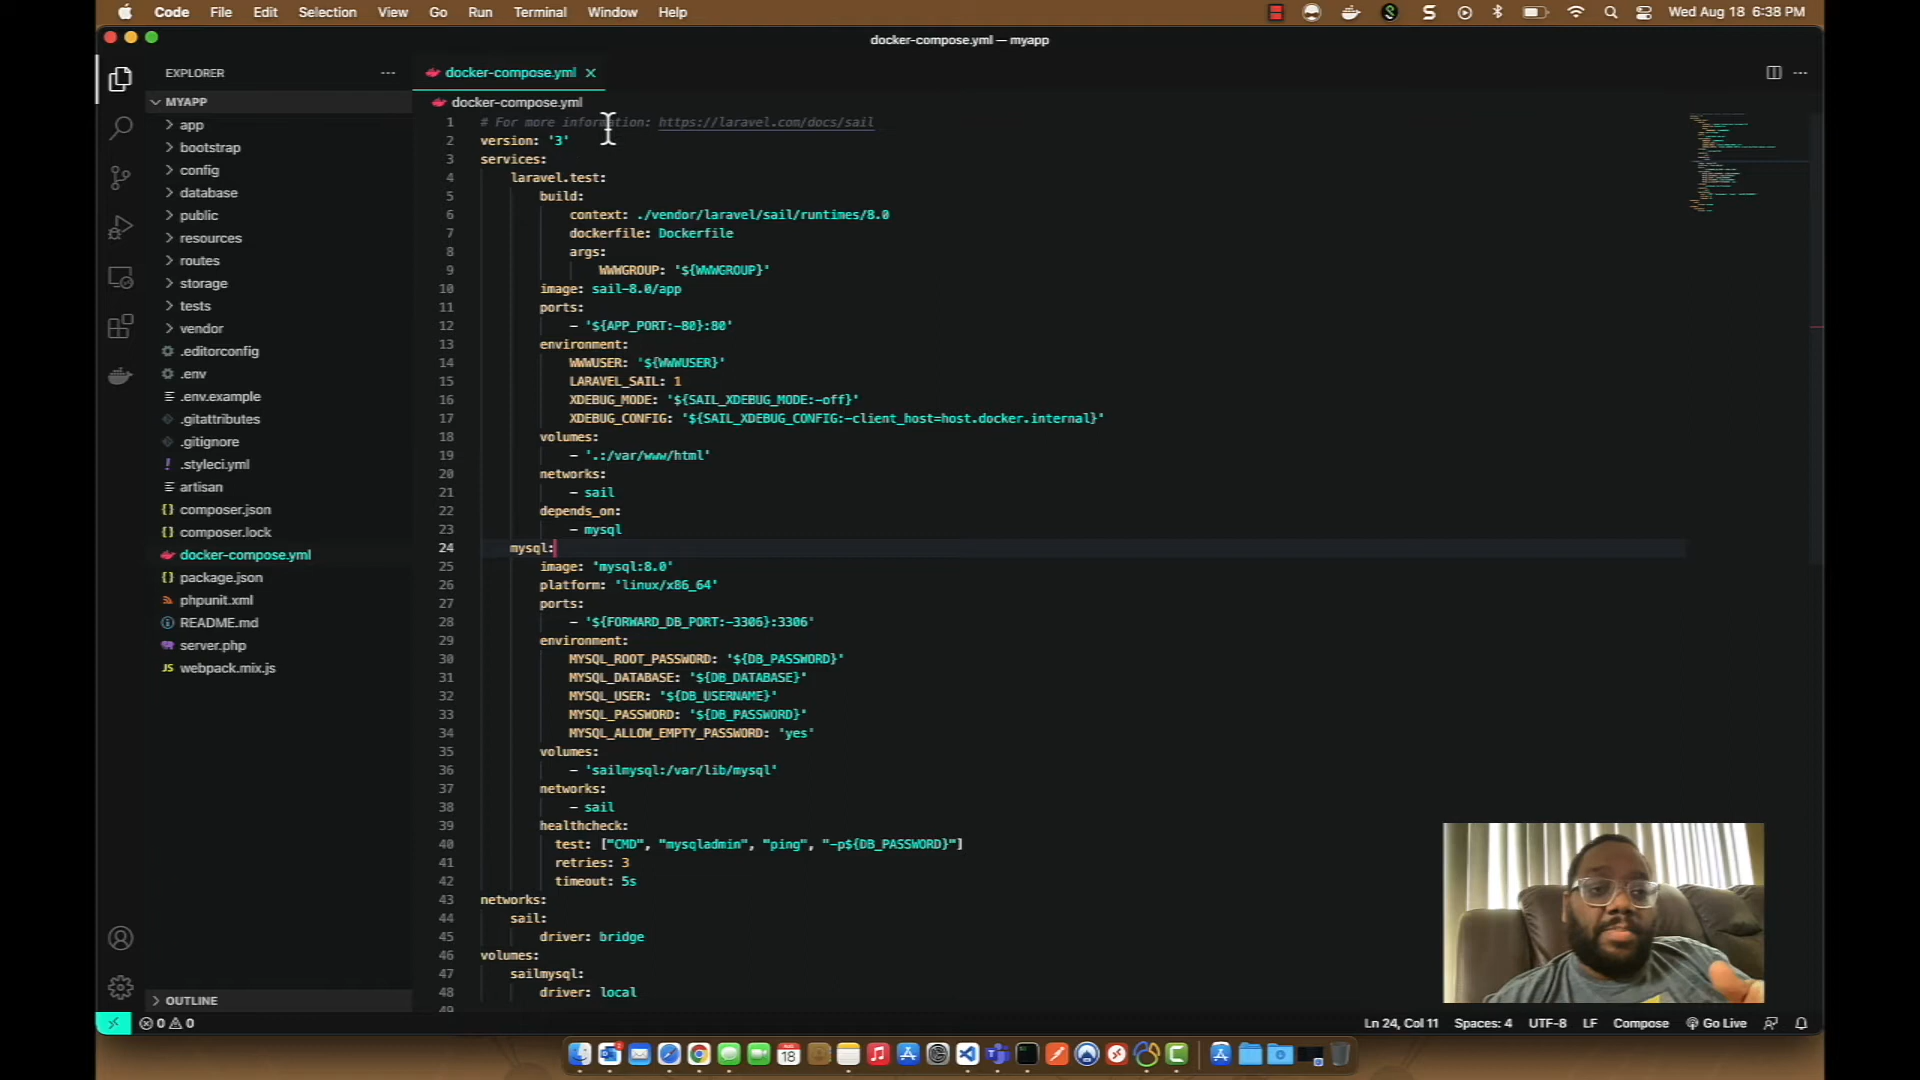 Code File Edit Selection View Go Run Terminal Window Help
Wed Aug 18 6:38 PM
docker-compose.yml — myapp
EXPLORER
docker-compose.yml
MYAPP
docker-compose.yml
app
bootstrap
config
database
public
resources
routes
storage
tests
vendor
.editorconfig
.env
.env.example
.gitattributes
.gitignore
! .styleci.yml
artisan
{} composer.json
{} composer.lock
docker-compose.yml
{} package.json
phpunit.xml
README.md
server.php
JS webpack.mix.js
OUTLINE
1 # For more information: https://laravel.com/docs/sail
2 version: '3'
3 services:
4 laravel.test:
5 build:
6 context: ./vendor/laravel/sail/runtimes/8.0
7 dockerfile: Dockerfile
8 args:
9 WWWGROUP: '${WWWGROUP}'
10 image: sail-8.0/app
11 ports:
12 - '${APP_PORT:-80}:80'
13 environment:
14 WWWUSER: '${WWWUSER}'
15 LARAVEL_SAIL: 1
16 XDEBUG_MODE: '${SAIL_XDEBUG_MODE:-off}'
17 XDEBUG_CONFIG: '${SAIL_XDEBUG_CONFIG:-client_host=host.docker.internal}'
18 volumes:
19 - '.:/var/www/html'
20 networks:
21 - sail
22 depends_on:
23 - mysql
24 mysql:
25 image: 'mysql:8.0'
26 platform: 'linux/x86_64'
27 ports:
28 - '${FORWARD_DB_PORT:-3306}:3306'
29 environment:
30 MYSQL_ROOT_PASSWORD: '${DB_PASSWORD}'
31 MYSQL_DATABASE: '${DB_DATABASE}'
32 MYSQL_USER: '${DB_USERNAME}'
33 MYSQL_PASSWORD: '${DB_PASSWORD}'
34 MYSQL_ALLOW_EMPTY_PASSWORD: 'yes'
35 volumes:
36 - 'sailmysql:/var/lib/mysql'
37 networks:
38 - sail
39 healthcheck:
40 test: ["CMD", "mysqladmin", "ping", "-p${DB_PASSWORD}"]
41 retries: 3
42 timeout: 5s
43 networks:
44 sail:
45 driver: bridge
46 volumes:
47 sailmysql:
48 driver: local
49
0 0
Ln 24, Col 11 Spaces: 4 UTF-8 LF Compose Go Live